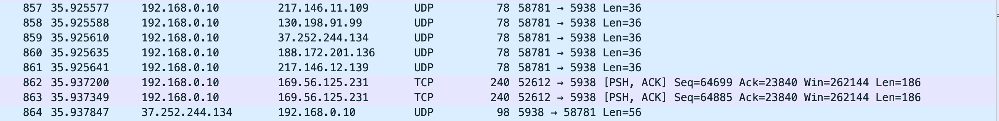 857 35.925577 192.168.0.10 217.146.11.109 UDP 78 58781 → 5938 Len=36
858 35.925588 192.168.0.10 130.198.91.99 UDP 78 58781 → 5938 Len=36
859 35.925610 192.168.0.10 37.252.244.134 UDP 78 58781 → 5938 Len=36
860 35.925635 192.168.0.10 188.172.201.136 UDP 78 58781 → 5938 Len=36
861 35.925641 192.168.0.10 217.146.12.139 UDP 78 58781 → 5938 Len=36
862 35.937200 192.168.0.10 169.56.125.231 TCP 240 52612 → 5938 [PSH, ACK] Seq=64699 Ack=23840 Win=262144 Len=186
863 35.937349 192.168.0.10 169.56.125.231 TCP 240 52612 → 5938 [PSH, ACK] Seq=64885 Ack=23840 Win=262144 Len=186
864 35.937847 37.252.244.134 192.168.0.10 UDP 98 5938 → 58781 Len=56